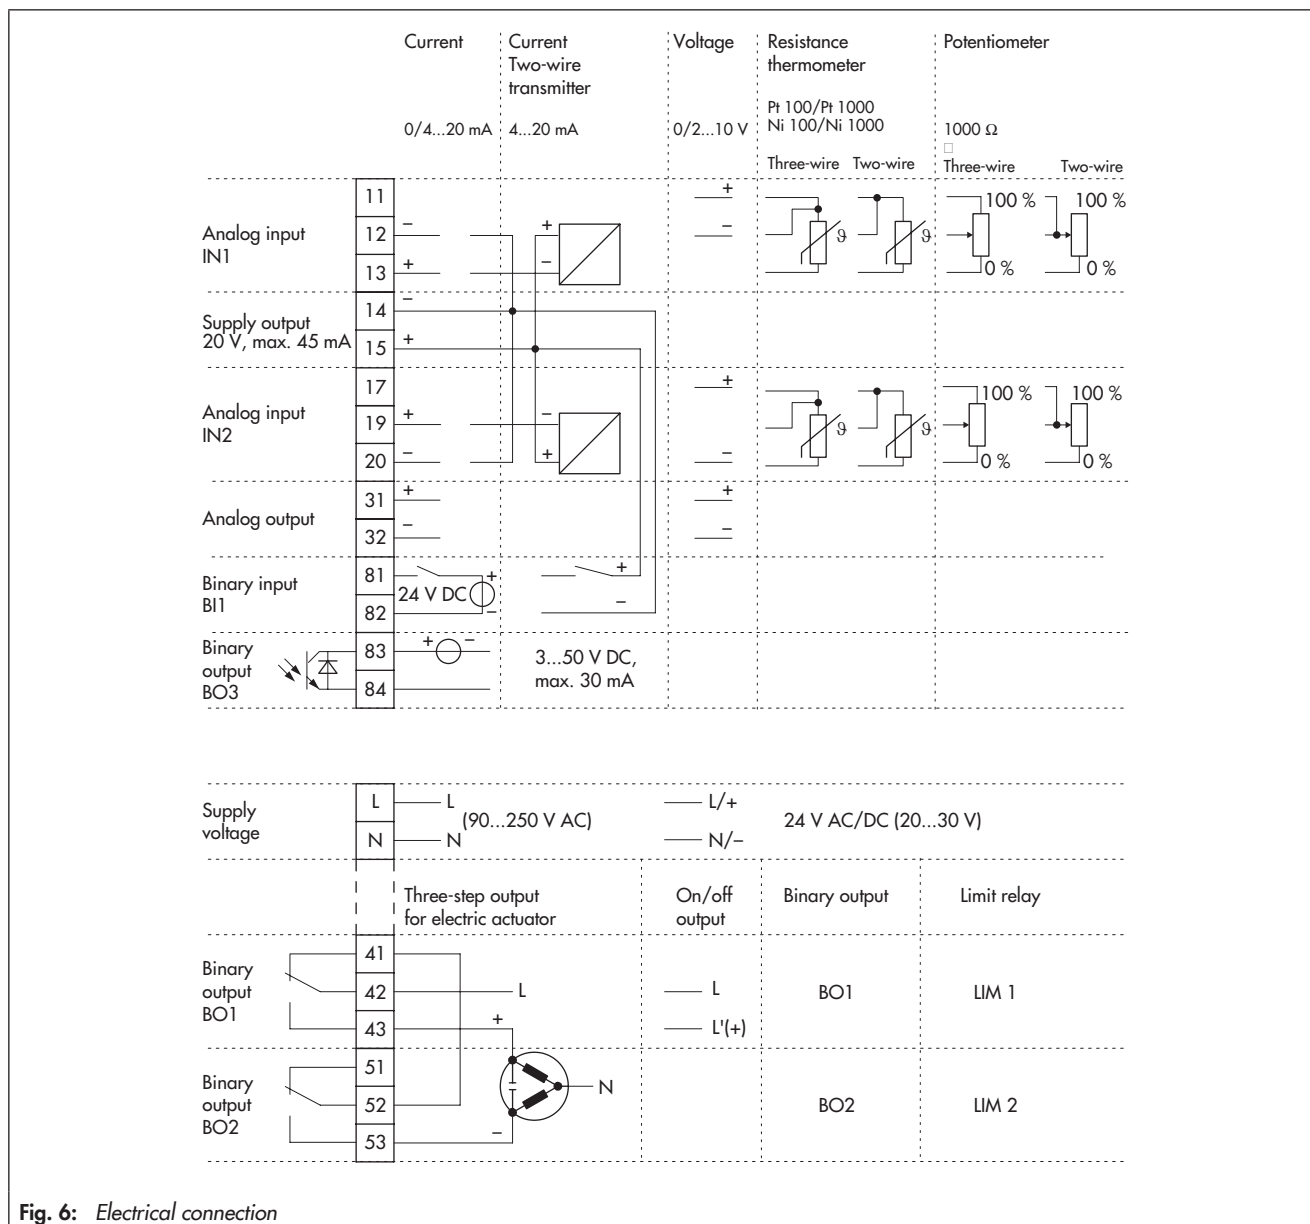 Current
Current
Two-wire
transmitter
Voltage
Resistance
thermometer
Potentiometer
Pt 100/Pt 1000
Ni 100/Ni 1000
0/4...20 mA
4...20 mA
0/2...10 V
1000 Ω
Three-wire
Two-wire
Three-wire
Two-wire
Analog input
IN1
11
12
13
−
+
+
−
+
−
ϑ
ϑ
100 %
0 %
100 %
0 %
Supply output
20 V, max. 45 mA
14
15
−
+
Analog input
IN2
17
19
20
+
−
−
+
+
−
ϑ
ϑ
100 %
0 %
100 %
0 %
Analog output
31
32
+
−
+
−
Binary input
BI1
81
82
24 V DC
+
−
+
−
Binary
output
BO3
83
84
+
−
3...50 V DC,
max. 30 mA
Supply
voltage
L
N
L
N
(90...250 V AC)
L/+
N/−
24 V AC/DC (20...30 V)
Three-step output
for electric actuator
On/off
output
Binary output
Limit relay
Binary
output
BO1
41
42
43
L
+
L
L'(+)
BO1
LIM 1
Binary
output
BO2
51
52
53
N
−
BO2
LIM 2
Fig. 6: Electrical connection